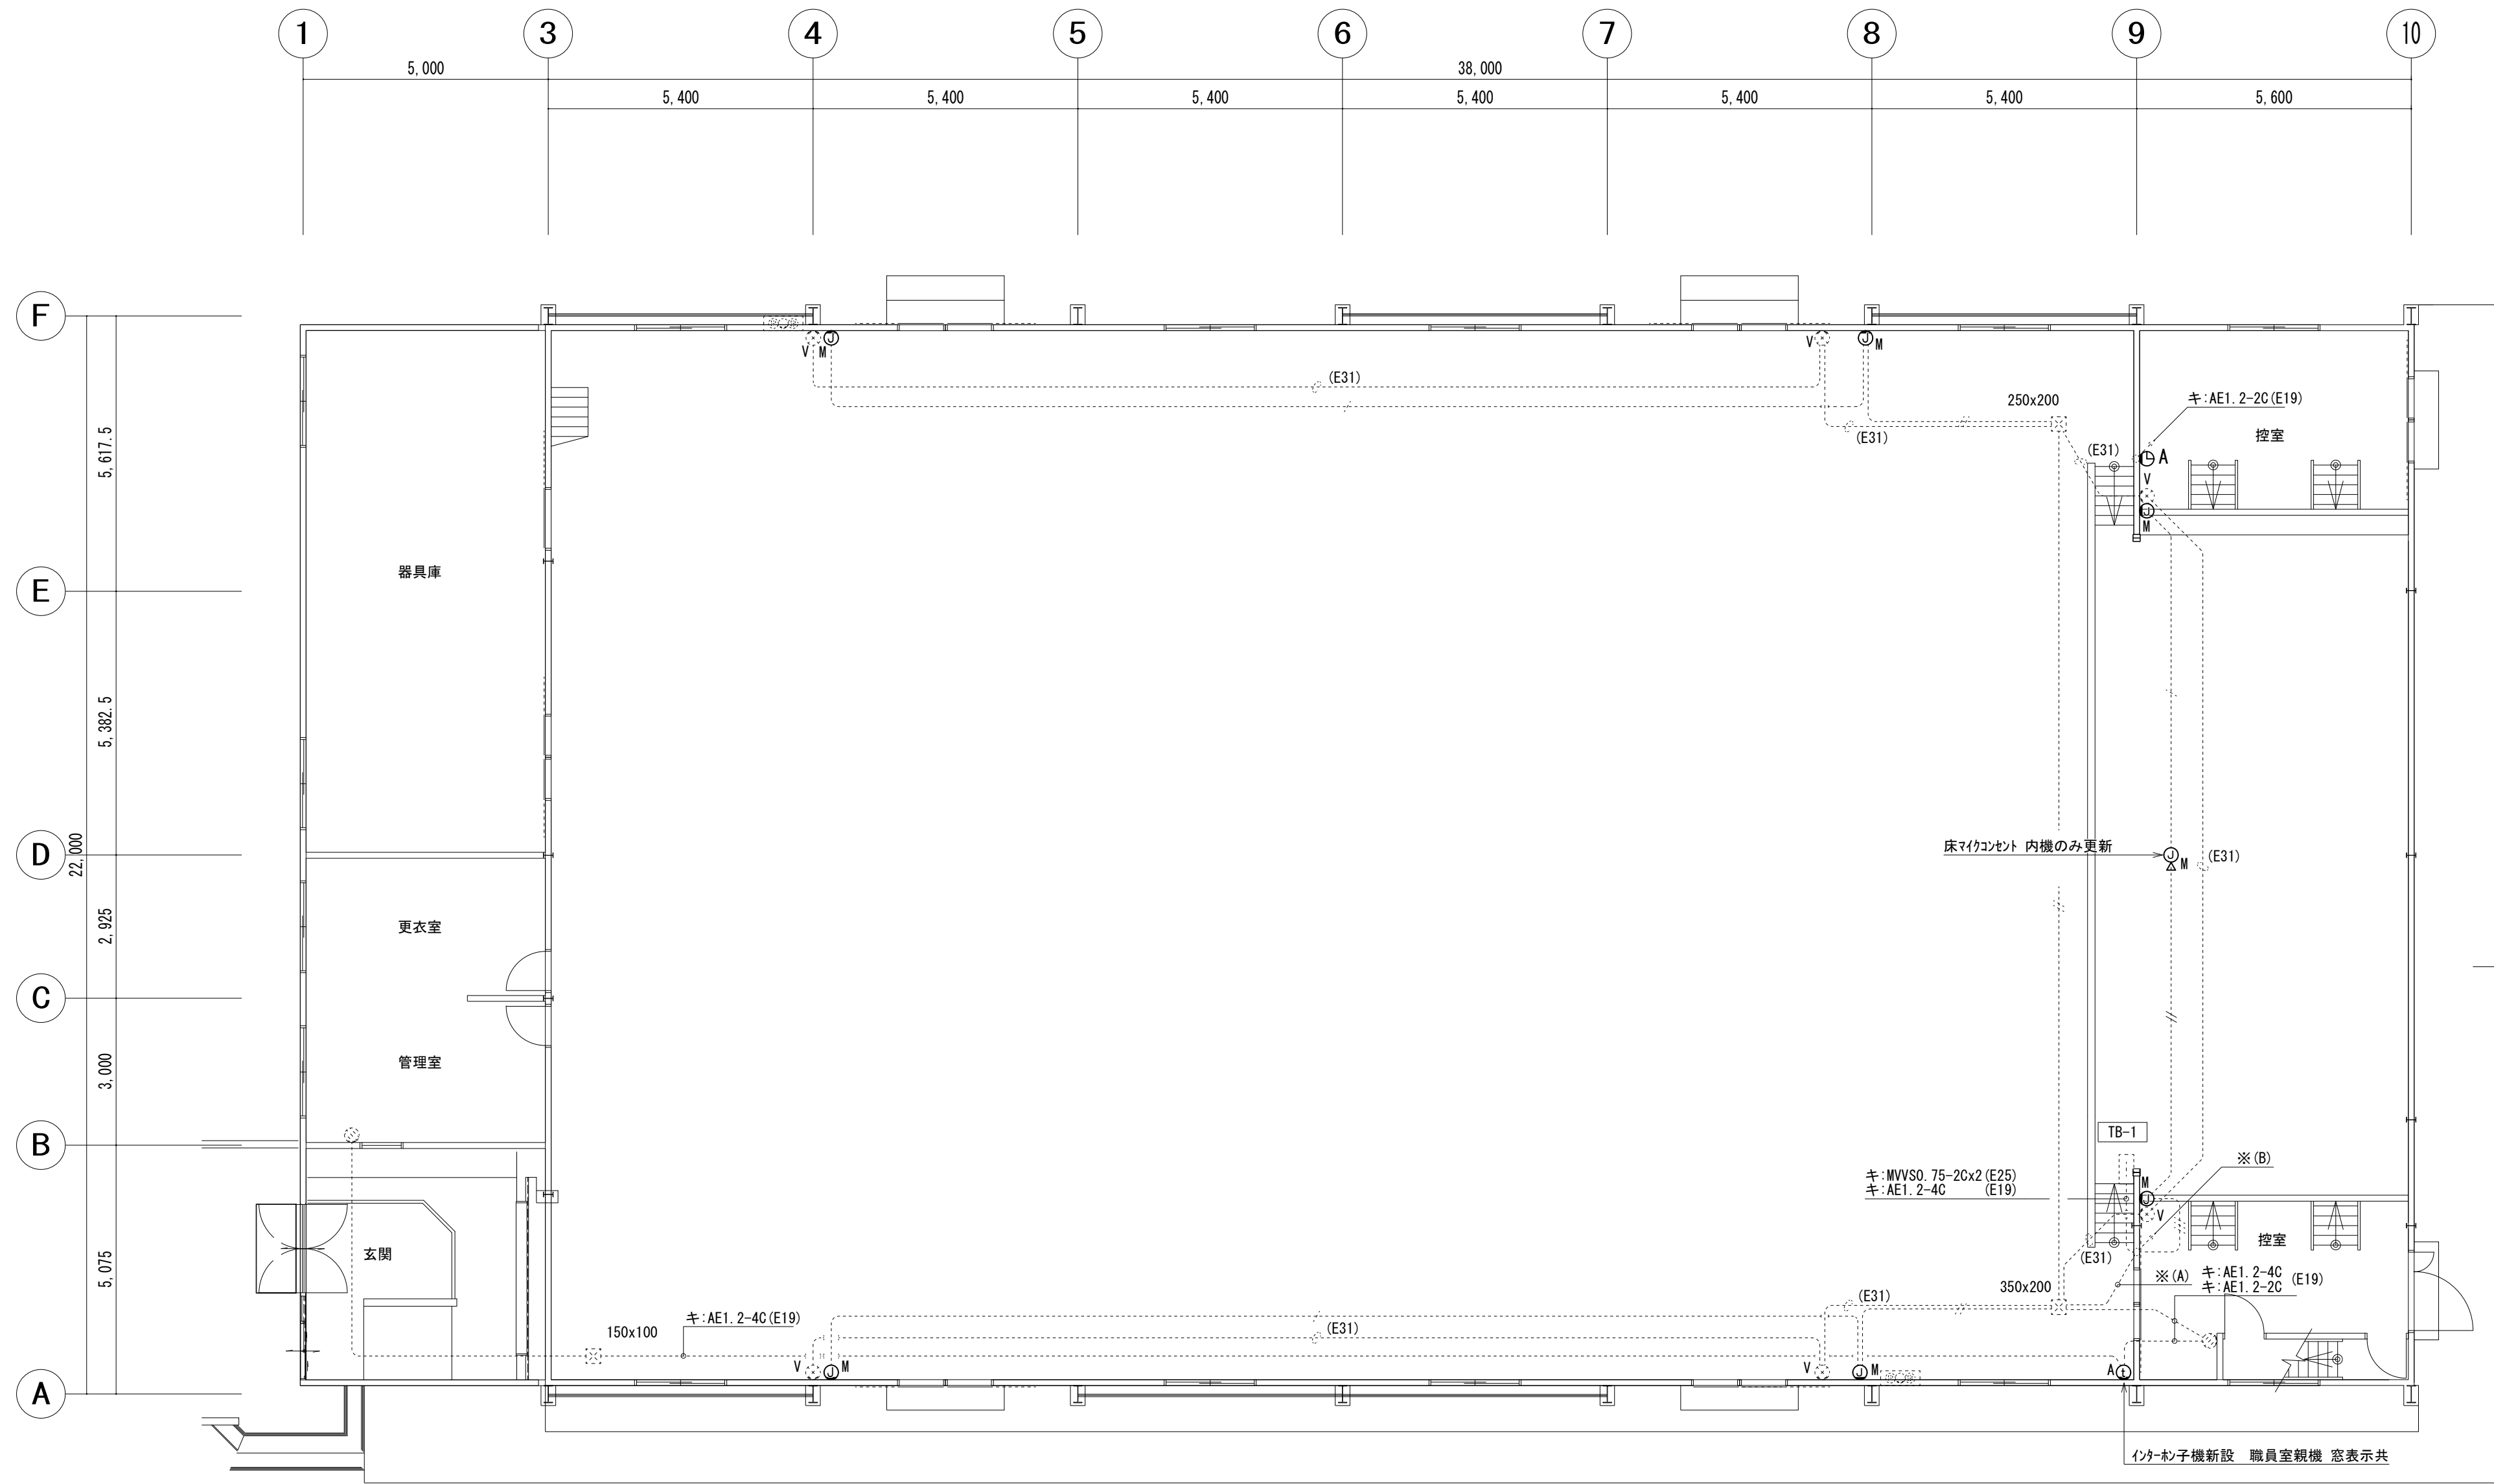 1 3 4 5 6 7 8 9 10
5,000 38,000
5,400 5,400 5,400 5,400 5,400 5,400 5,600
F
V M J
V J M
(E31)
250x200
キ:AE1.2-2C(E19)
(E31)
控室
(E31)
A
5,617.5
V
J
M
器具庫
E
5,382.5
22,000
床マイクコンセント 内機のみ更新
J
M
(E31)
D
2,925
更衣室
C
3,000
管理室
TB-1
B
※(B)
キ:MVVS0.75-2Cx2(E25)
キ:AE1.2-4C (E19)
M
J
V
玄関
控室
(E31)
5,075
※(A)
キ:AE1.2-4C
キ:AE1.2-2C
(E19)
350x200
(E31)
キ:AE1.2-4C(E19)
150x100
(E31)
V J M
V J M
A t
A
インターホン子機新設 職員室親機 窓表示共